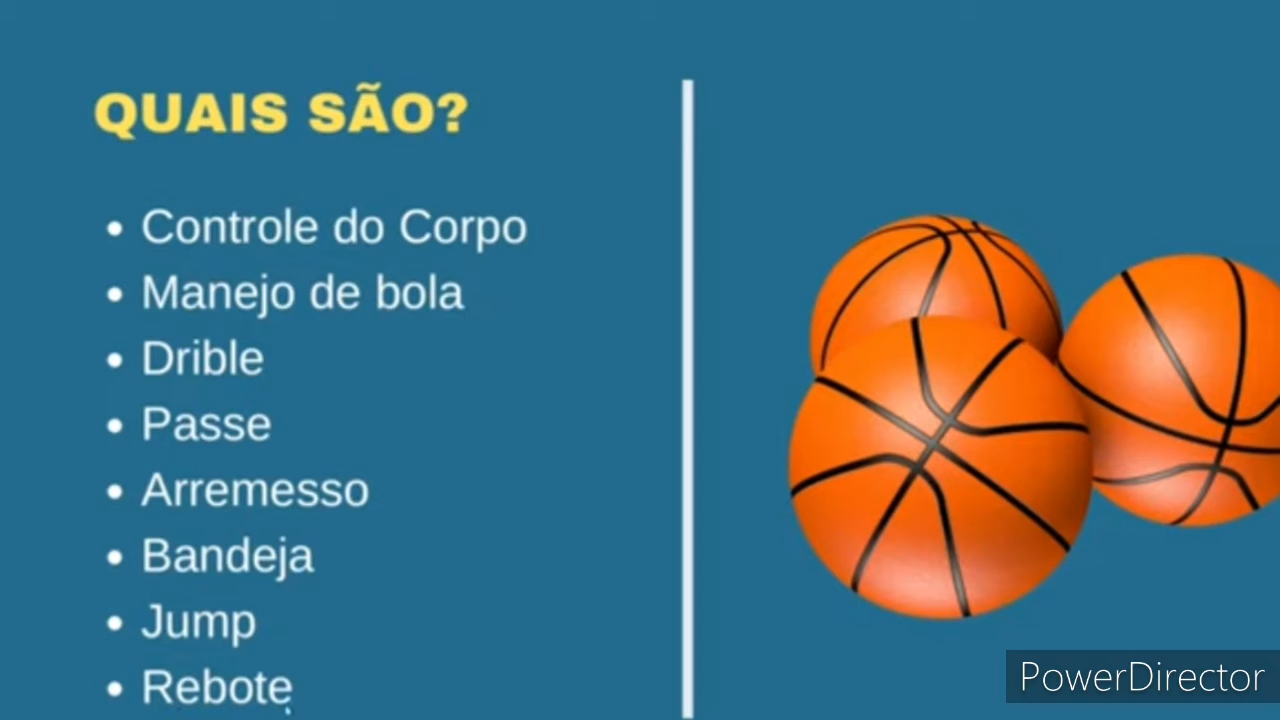 QUAIS SÃO?
• Controle do Corpo
• Manejo de bola
• Drible
• Passe
• Arremesso
• Bandeja
• Jump
• Rebote
PowerDirector